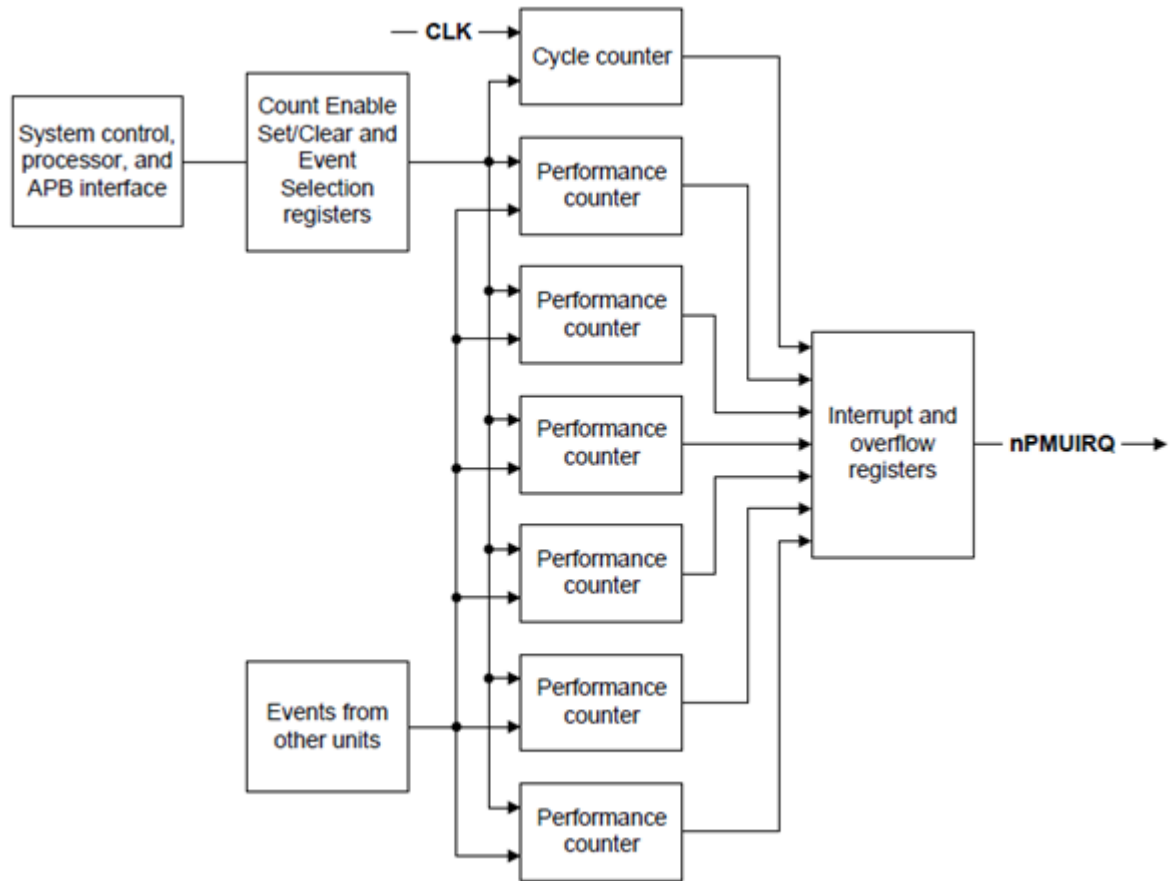 CLK
Cycle counter
System control,
processor, and
APB interface
Count Enable
Set/Clear and
Event
Selection
registers
Performance
counter
Performance
counter
Performance
counter
Performance
counter
Performance
counter
Performance
counter
Events from
other units
Interrupt and
overflow
registers
nPMUIRQ